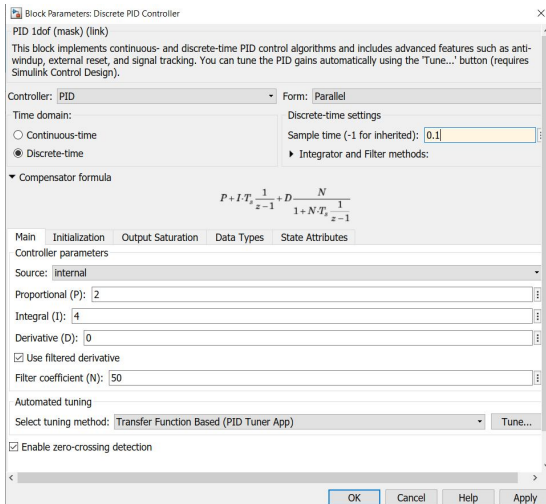 Block Parameters: Discrete PID Controller
PID 1dof (mask) (link)
This block implements continuous- and discrete-time PID control algorithms and includes advanced features such as anti-
windup, external reset, and signal tracking. You can tune the PID gains automatically using the 'Tune...' button (requires
Simulink Control Design).
Controller: PID Form: Parallel
Time domain: Discrete-time settings
Continuous-time Sample time (-1 for inherited): 0.1
Discrete-time Integrator and Filter methods:
Compensator formula
P + I·Ts 1/(z−1) + D N/(1 + N·Ts 1/(z−1))
Main Initialization Output Saturation Data Types State Attributes
Controller parameters
Source: internal
Proportional (P): 2
Integral (I): 4
Derivative (D): 0
Use filtered derivative
Filter coefficient (N): 50
Automated tuning
Select tuning method: Transfer Function Based (PID Tuner App) Tune...
Enable zero-crossing detection
OK Cancel Help Apply